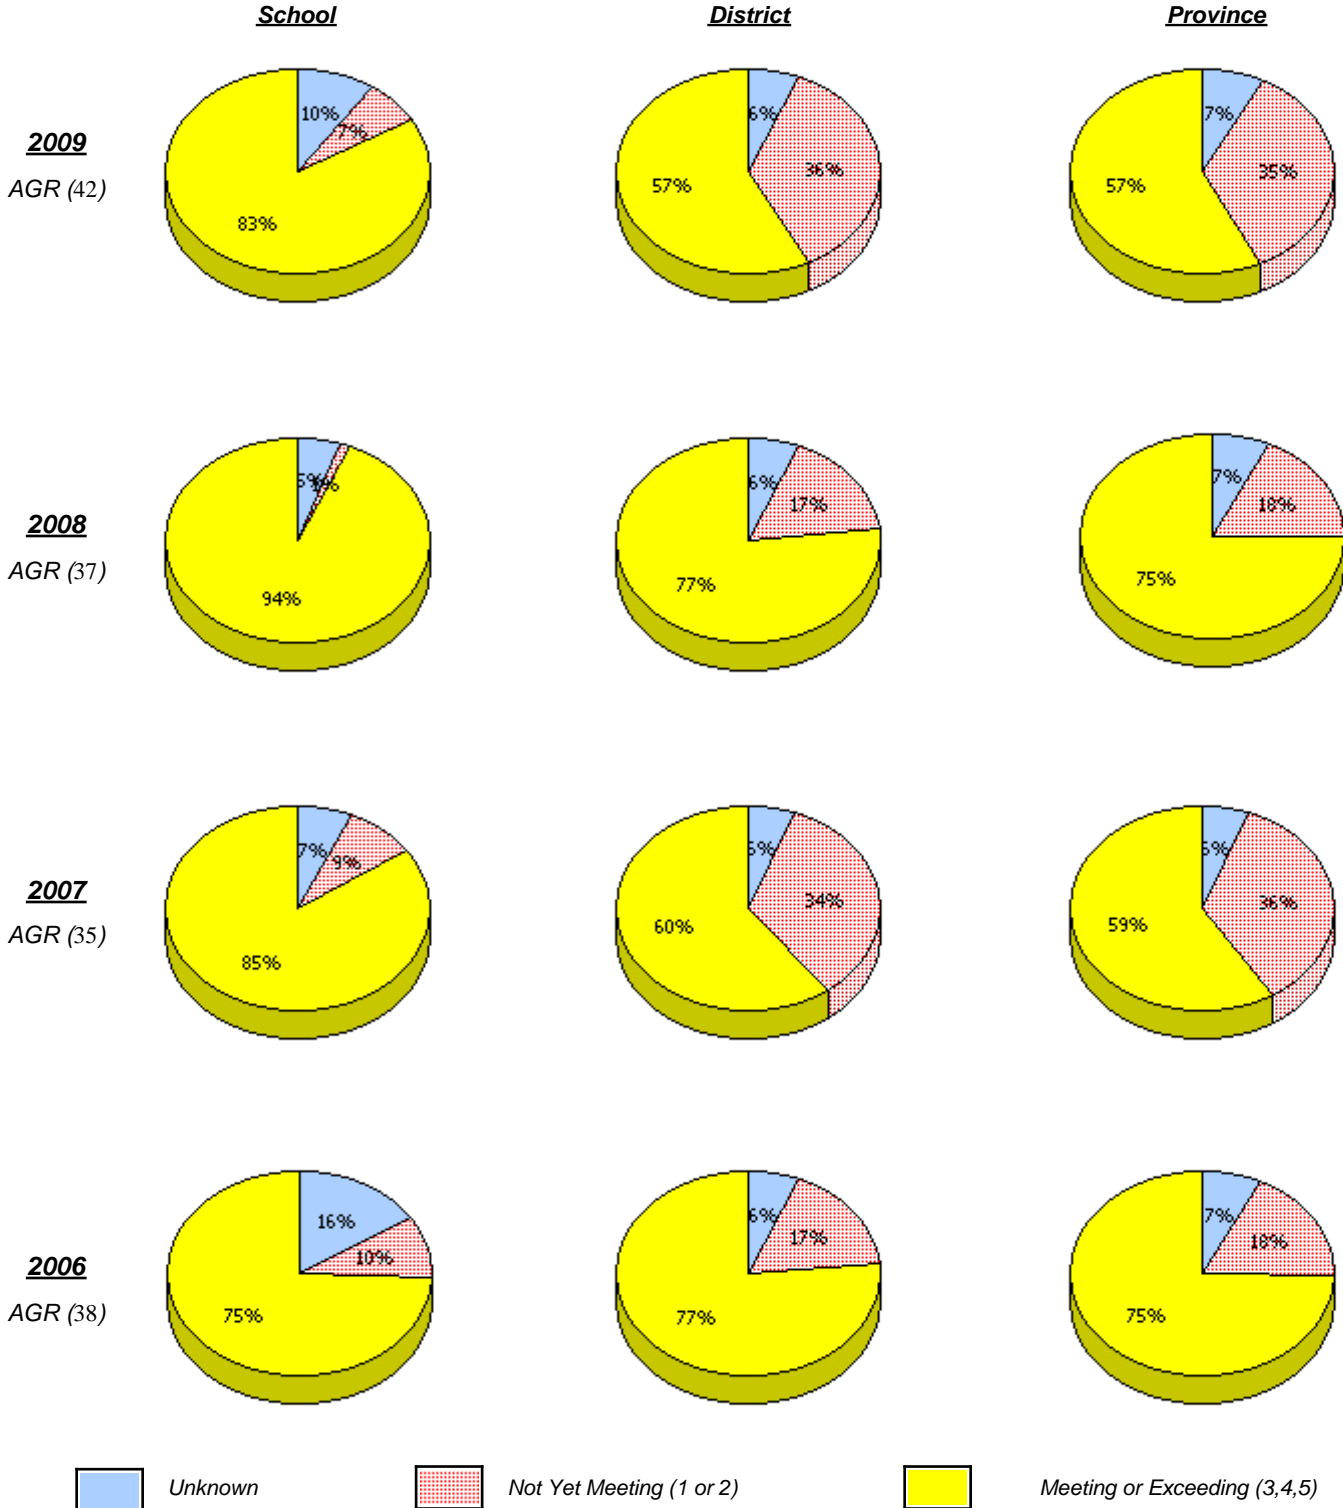 School District Province
2009
AGR (42)
10% 7% 83%
6% 36% 57%
7% 35% 57%
2008
AGR (37)
5% 1% 94%
6% 17% 77%
7% 18% 75%
2007
AGR (35)
7% 9% 85%
34% 60%
36% 59%
2006
AGR (38)
16% 10% 75%
6% 17% 77%
7% 18% 75%
Unknown Not Yet Meeting (1 or 2) Meeting or Exceeding (3,4,5)